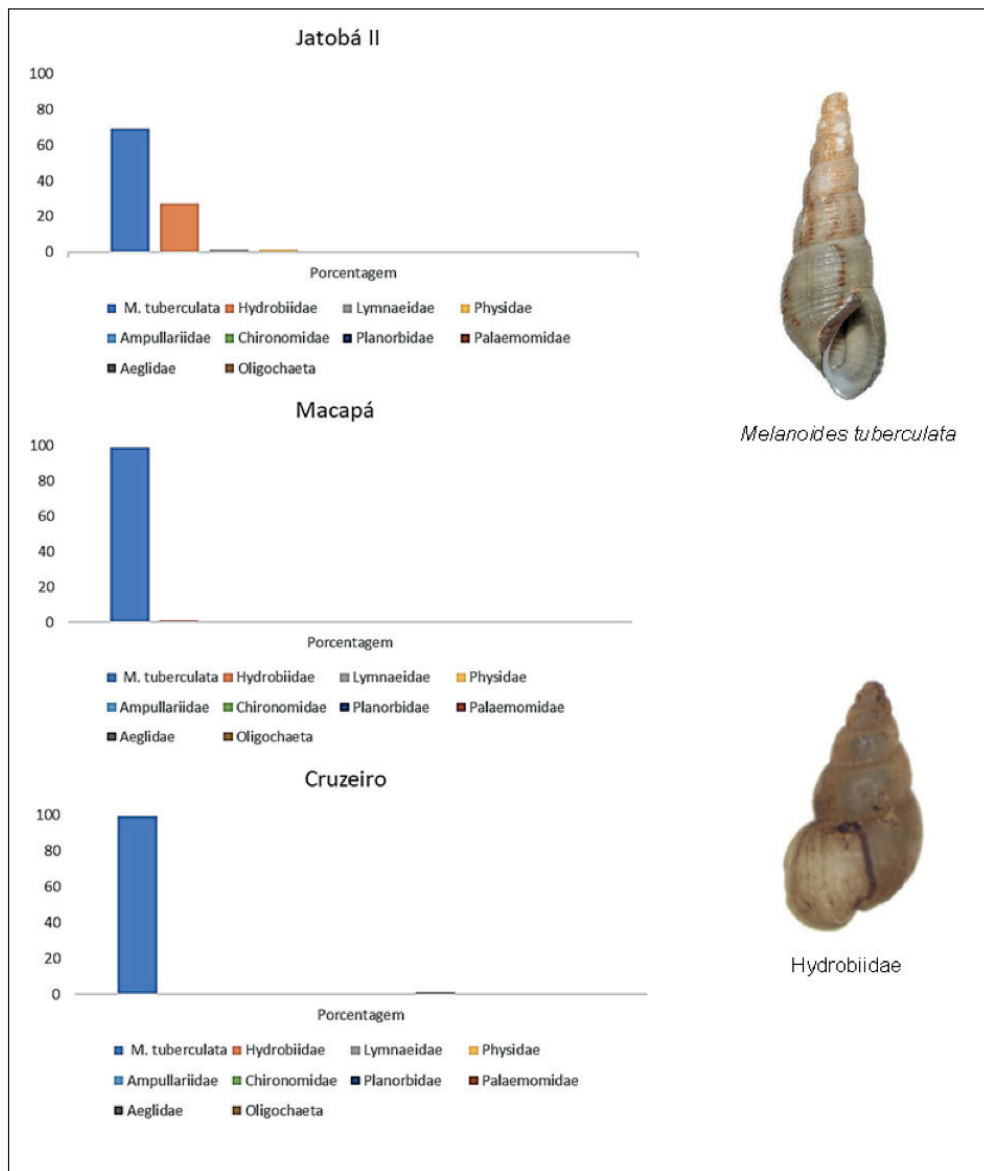 Jatobá II
100
80
60
40
20
0
Porcentagem
M. tuberculata Hydrobiidae Lymnaeidae Physidae
Ampullariidae Chironomidae Planorbidae Palaemomidae
Aeglidae Oligochaeta
Melanoides tuberculata
Macapá
100
80
60
40
20
0
Porcentagem
M. tuberculata Hydrobiidae Lymnaeidae Physidae
Ampullariidae Chironomidae Planorbidae Palaemomidae
Aeglidae Oligochaeta
Cruzeiro
100
80
60
40
20
0
Porcentagem
M. tuberculata Hydrobiidae Lymnaeidae Physidae
Ampullariidae Chironomidae Planorbidae Palaemomidae
Aeglidae Oligochaeta
Hydrobiidae